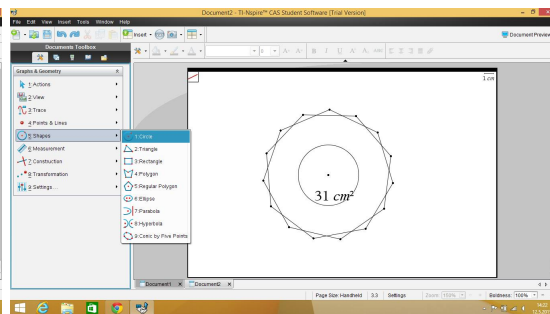 Document2 - TI-Nspire™ CAS Student Software [Trial Version]
File Edit View Insert Tools Window Help
Insert
Document Preview
Documents Toolbox
Graphs & Geometry
1: Actions
2: View
3: Trace
4: Points & Lines
5: Shapes
6: Measurement
7: Construction
8: Transformation
9: Settings...
1: Circle
2: Triangle
3: Rectangle
4: Polygon
5: Regular Polygon
6: Ellipse
7: Parabola
8: Hyperbola
9: Conic by Five Points
1 cm
31 cm²
Document1 X Document2 X
Page Size: Handheld 3.3 Settings Zoom: 100% Boldness: 100%